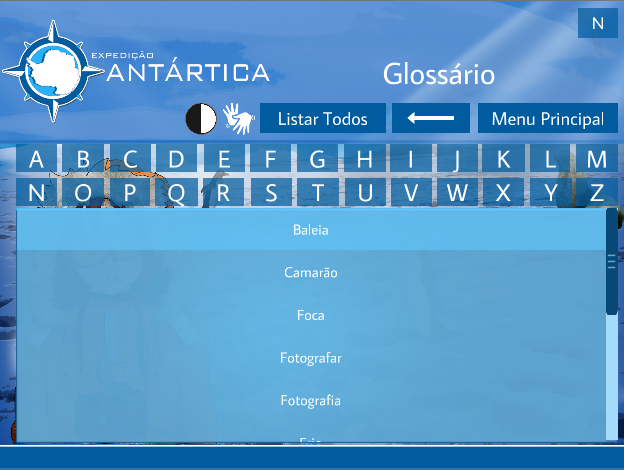 N
EXPEDIÇÃO
ANTÁRTICA
Glossário
Listar Todos
Menu Principal
A B C D E F G H I J K L M
N O P Q R S T U V W X Y Z
Baleia
Camarão
Foca
Fotografar
Fotografia